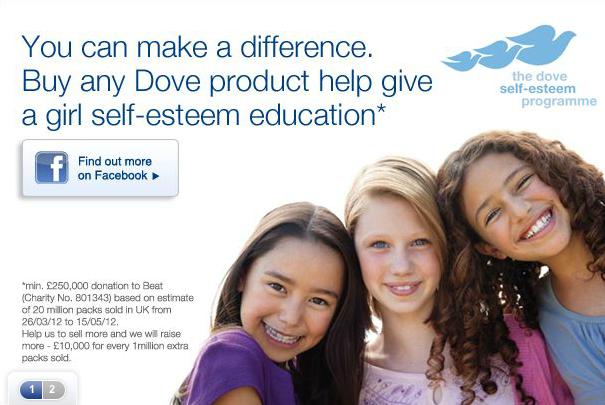 You can make a difference.
Buy any Dove product help give
a girl self-esteem education*
the dove
self-esteem
programme
f
Find out more
on Facebook
*min. £250,000 donation to Beat
(Charity No. 801343) based on estimate
of 20 million packs sold in UK from
26/03/12 to 15/05/12.
Help us to sell more and we will raise
more - £10,000 for every 1million extra
packs sold.
1 2